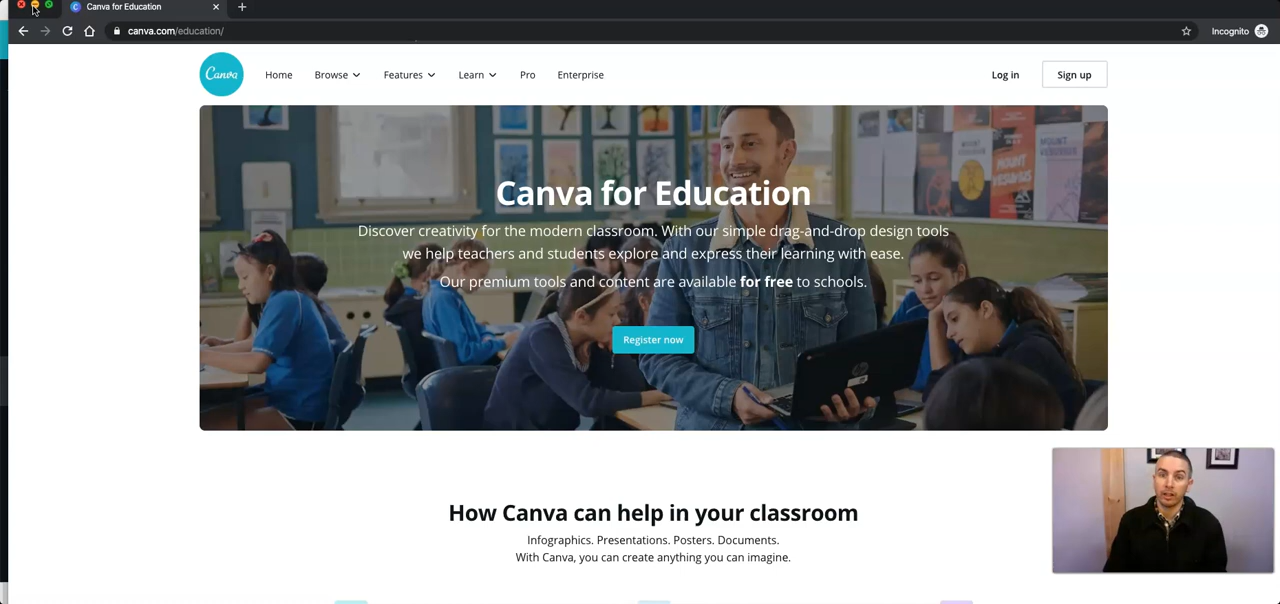 Canva for Education
canva.com/education/
Incognito
Canva
Home
Browse
Features
Learn
Pro
Enterprise
Log in
Sign up
MOUNT
VESUVIUS
Canva for Education
Discover creativity for the modern classroom. With our simple drag-and-drop design tools
we help teachers and students explore and express their learning with ease.
Our premium tools and content are available for free to schools.
Register now
How Canva can help in your classroom
Infographics. Presentations. Posters. Documents.
With Canva, you can create anything you can imagine.